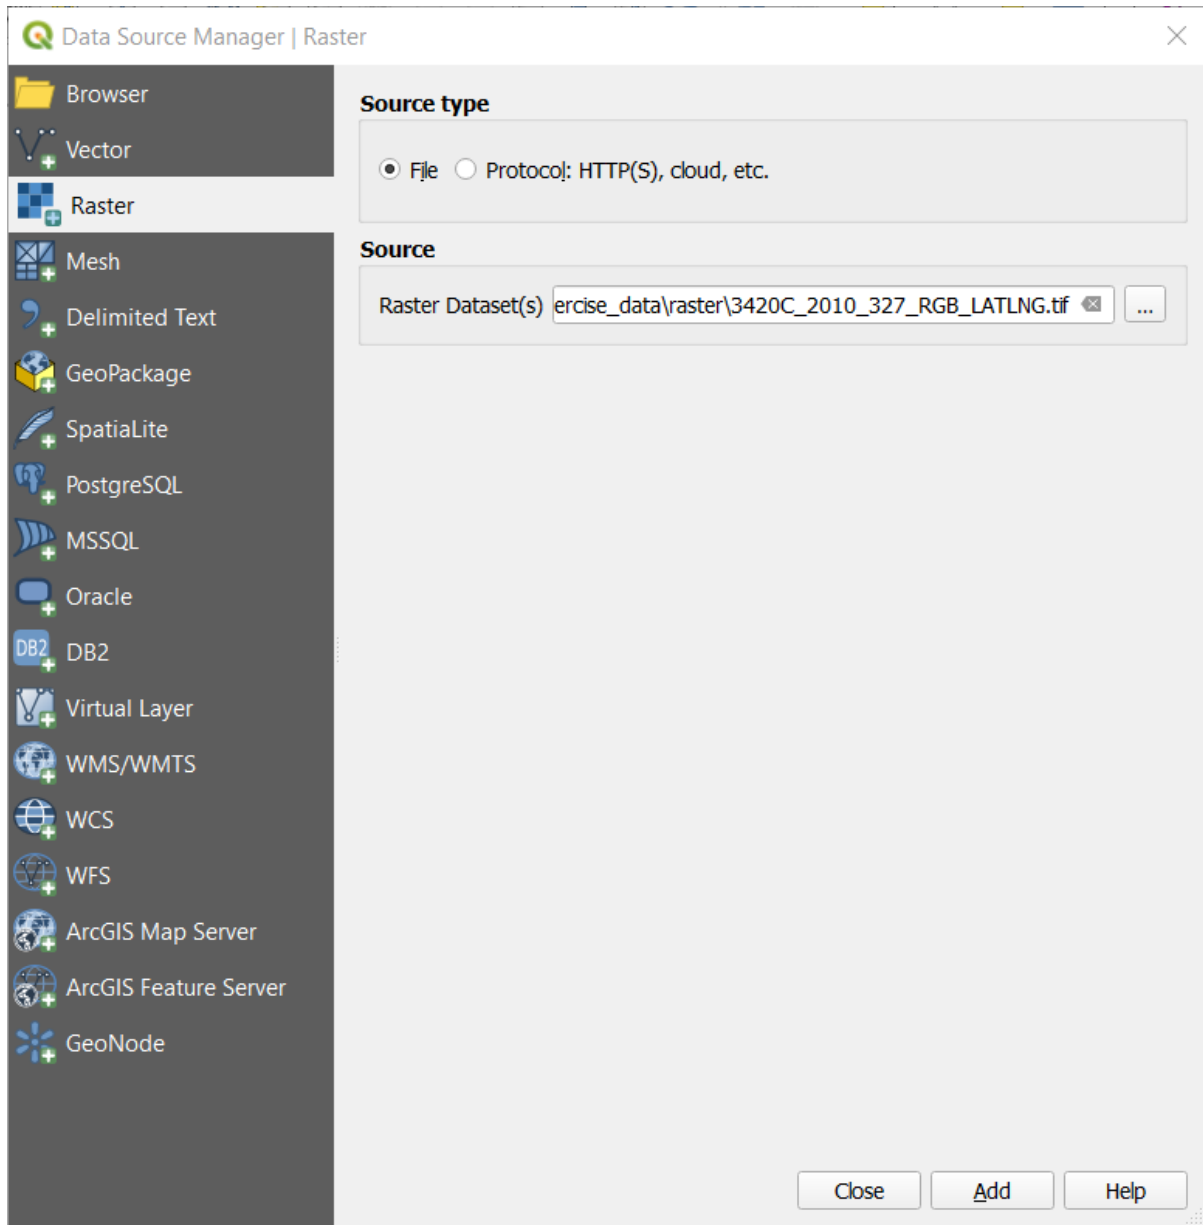 Data Source Manager | Raster
Browser
Vector
Raster
Mesh
Delimited Text
GeoPackage
SpatiaLite
PostgreSQL
MSSQL
Oracle
DB2
DB2
Virtual Layer
WMS/WMTS
WCS
WFS
ArcGIS Map Server
ArcGIS Feature Server
GeoNode
Source type
File Protocol: HTTP(S), cloud, etc.
Source
Raster Dataset(s) ercise_data\raster\3420C_2010_327_RGB_LATLNG.tif ...
Close Add Help